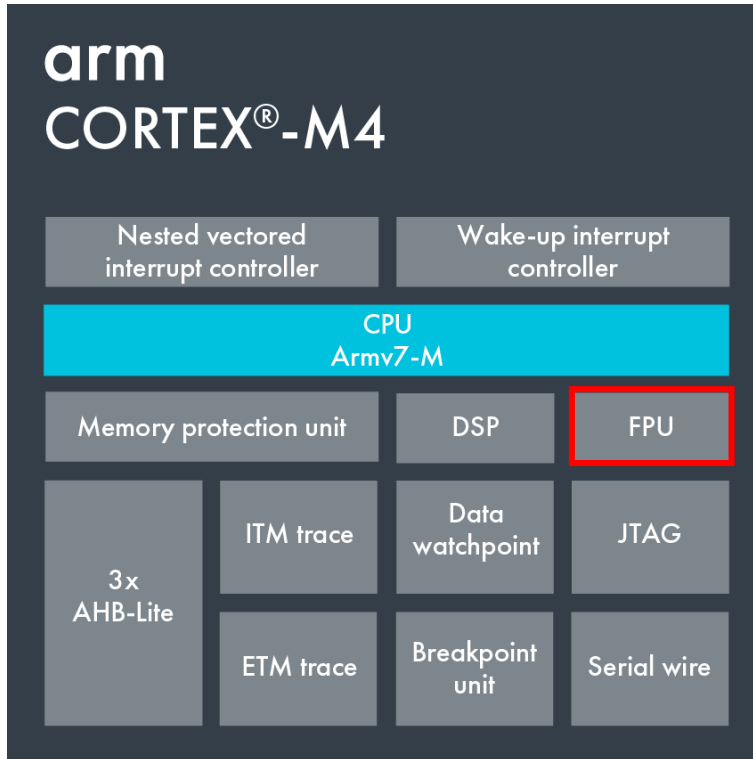 arm
CORTEX®-M4
Nested vectored
interrupt controller
Wake-up interrupt
controller
CPU
Armv7-M
Memory protection unit
DSP
FPU
3x
AHB-Lite
ITM trace
Data
watchpoint
JTAG
ETM trace
Breakpoint
unit
Serial wire